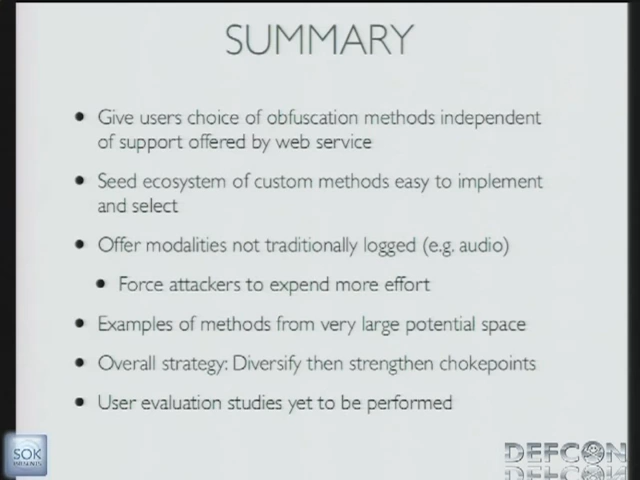 SUMMARY
Give users choice of obfuscation methods independent
of support offered by web service
Seed ecosystem of custom methods easy to implement
and select
Offer modalities not traditionally logged (e.g. audio)
Force attackers to expend more effort
Examples of methods from very large potential space
Overall strategy: Diversify then strengthen chokepoints
User evaluation studies yet to be performed
SOK
DEFCON